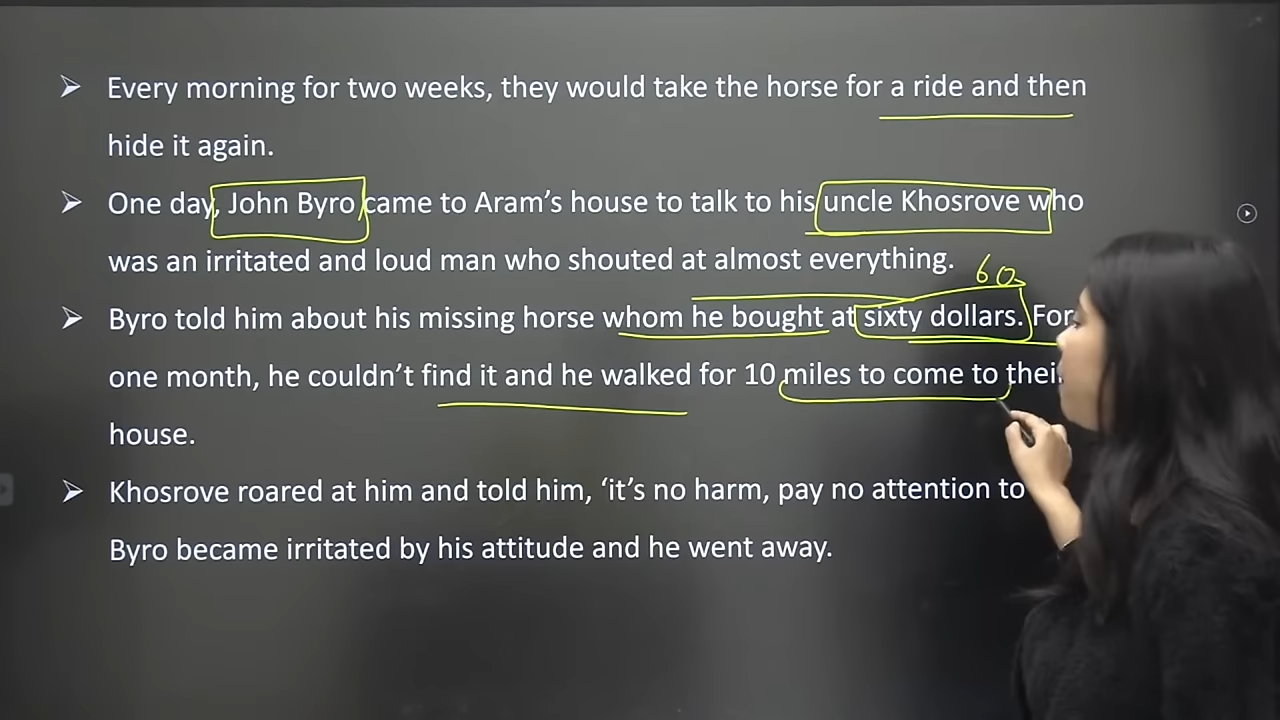 ➢ Every morning for two weeks, they would take the horse for a ride and then
hide it again.
➢ One day, John Byro came to Aram’s house to talk to his uncle Khosrove who
was an irritated and loud man who shouted at almost everything.
60
➢ Byro told him about his missing horse whom he bought at sixty dollars. For
one month, he couldn’t find it and he walked for 10 miles to come to their
house.
➢ Khosrove roared at him and told him, ‘it’s no harm, pay no attention to
Byro became irritated by his attitude and he went away.